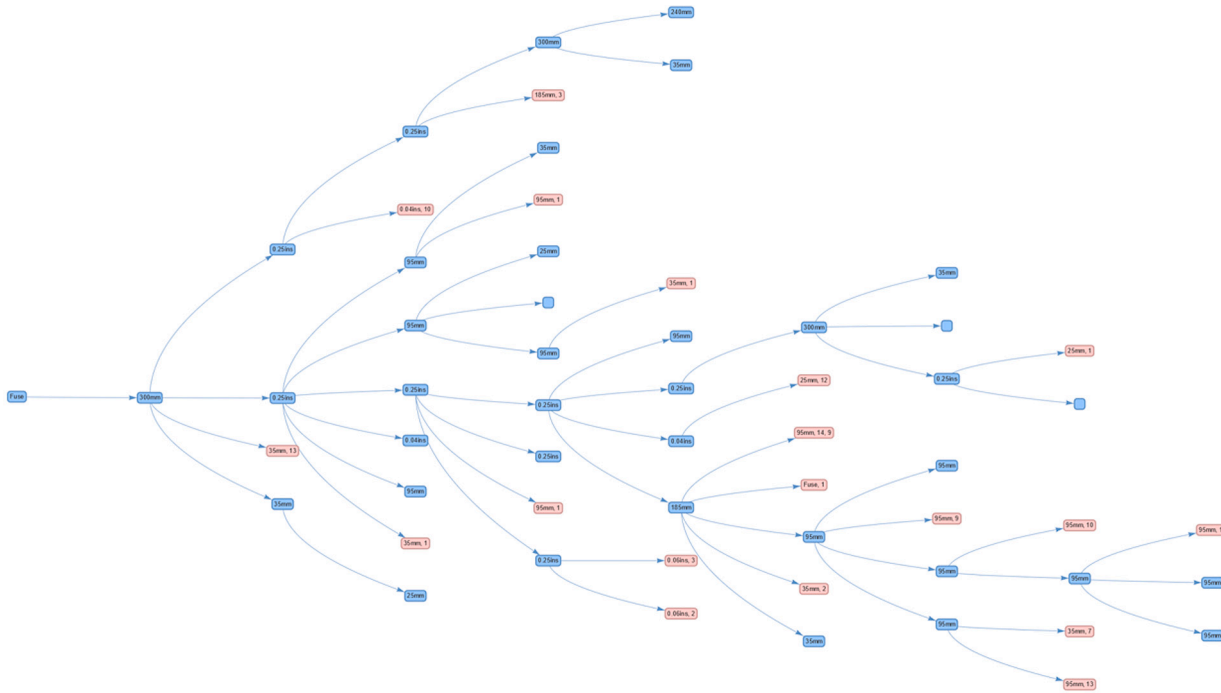 240mm
300mm
35mm
185mm, 3
0.25ins
35mm
95mm, 1
0.04ins, 10
0.25ins
25mm
95mm
35mm
35mm, 1
95mm
300mm
95mm
95mm
25mm, 1
0.25ins
25mm, 12
0.25ins
0.25ins
Fuse
300mm
0.25ins
0.25ins
95mm, 14, 9
0.04ins
0.04ins
35mm, 13
0.25ins
95mm
Fuse, 1
95mm
35mm
95mm, 1
185mm
95mm, 9
95mm, 10
95mm,
35mm, 1
95mm
0.25ins
0.06ins, 3
95mm
95mm
95mm
35mm, 2
25mm
0.06ins, 2
95mm
35mm, 7
95mm
35mm
95mm, 13